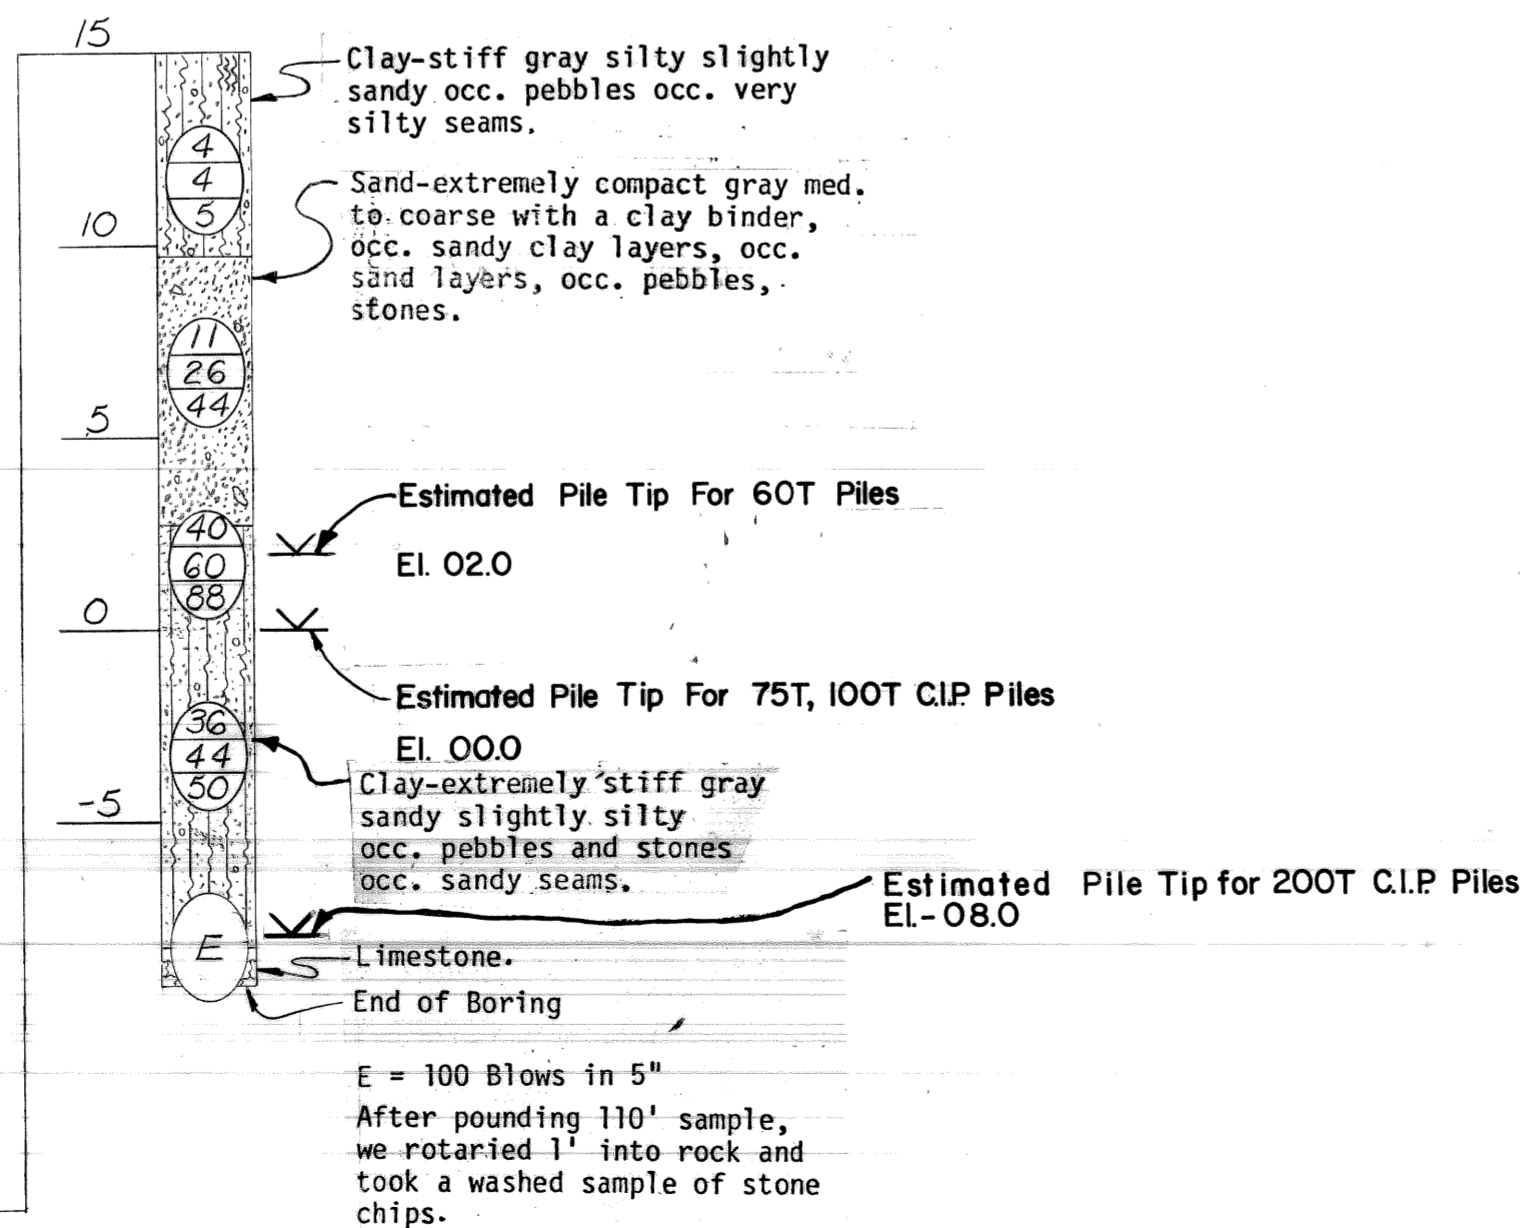 15
Clay-stiff gray silty slightly
sandy occ. pebbles occ. very
silty seams.
4
4
5
Sand-extremely compact gray med.
to coarse with a clay binder,
occ. sandy clay layers, occ.
sand layers, occ. pebbles,
stones.
10
11
26
44
5
Estimated Pile Tip For 60T Piles
El. 02.0
40
60
88
0
Estimated Pile Tip For 75T, 100T C.I.P. Piles
El. 00.0
36
44
50
Clay-extremely stiff gray
sandy slightly silty
occ. pebbles and stones
occ. sandy seams.
-5
Estimated Pile Tip for 200T C.I.P. Piles
El.-08.0
E
Limestone.
End of Boring
E = 100 Blows in 5"
After pounding 110' sample,
we rotaried 1' into rock and
took a washed sample of stone
chips.